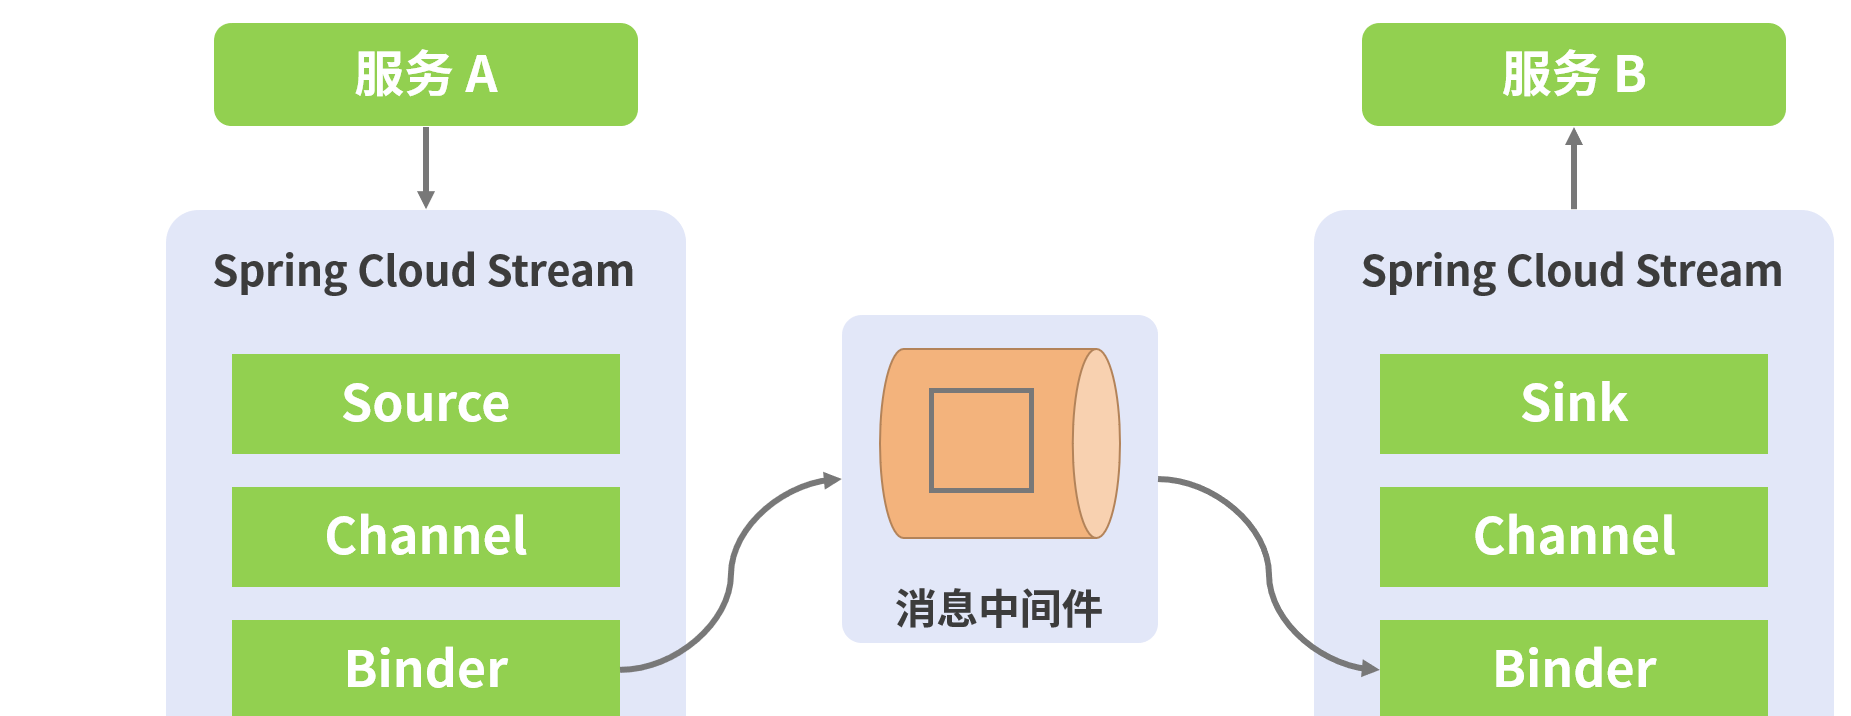 服务 A
Spring Cloud Stream
Source
Channel
Binder
消息中间件
服务 B
Spring Cloud Stream
Sink
Channel
Binder